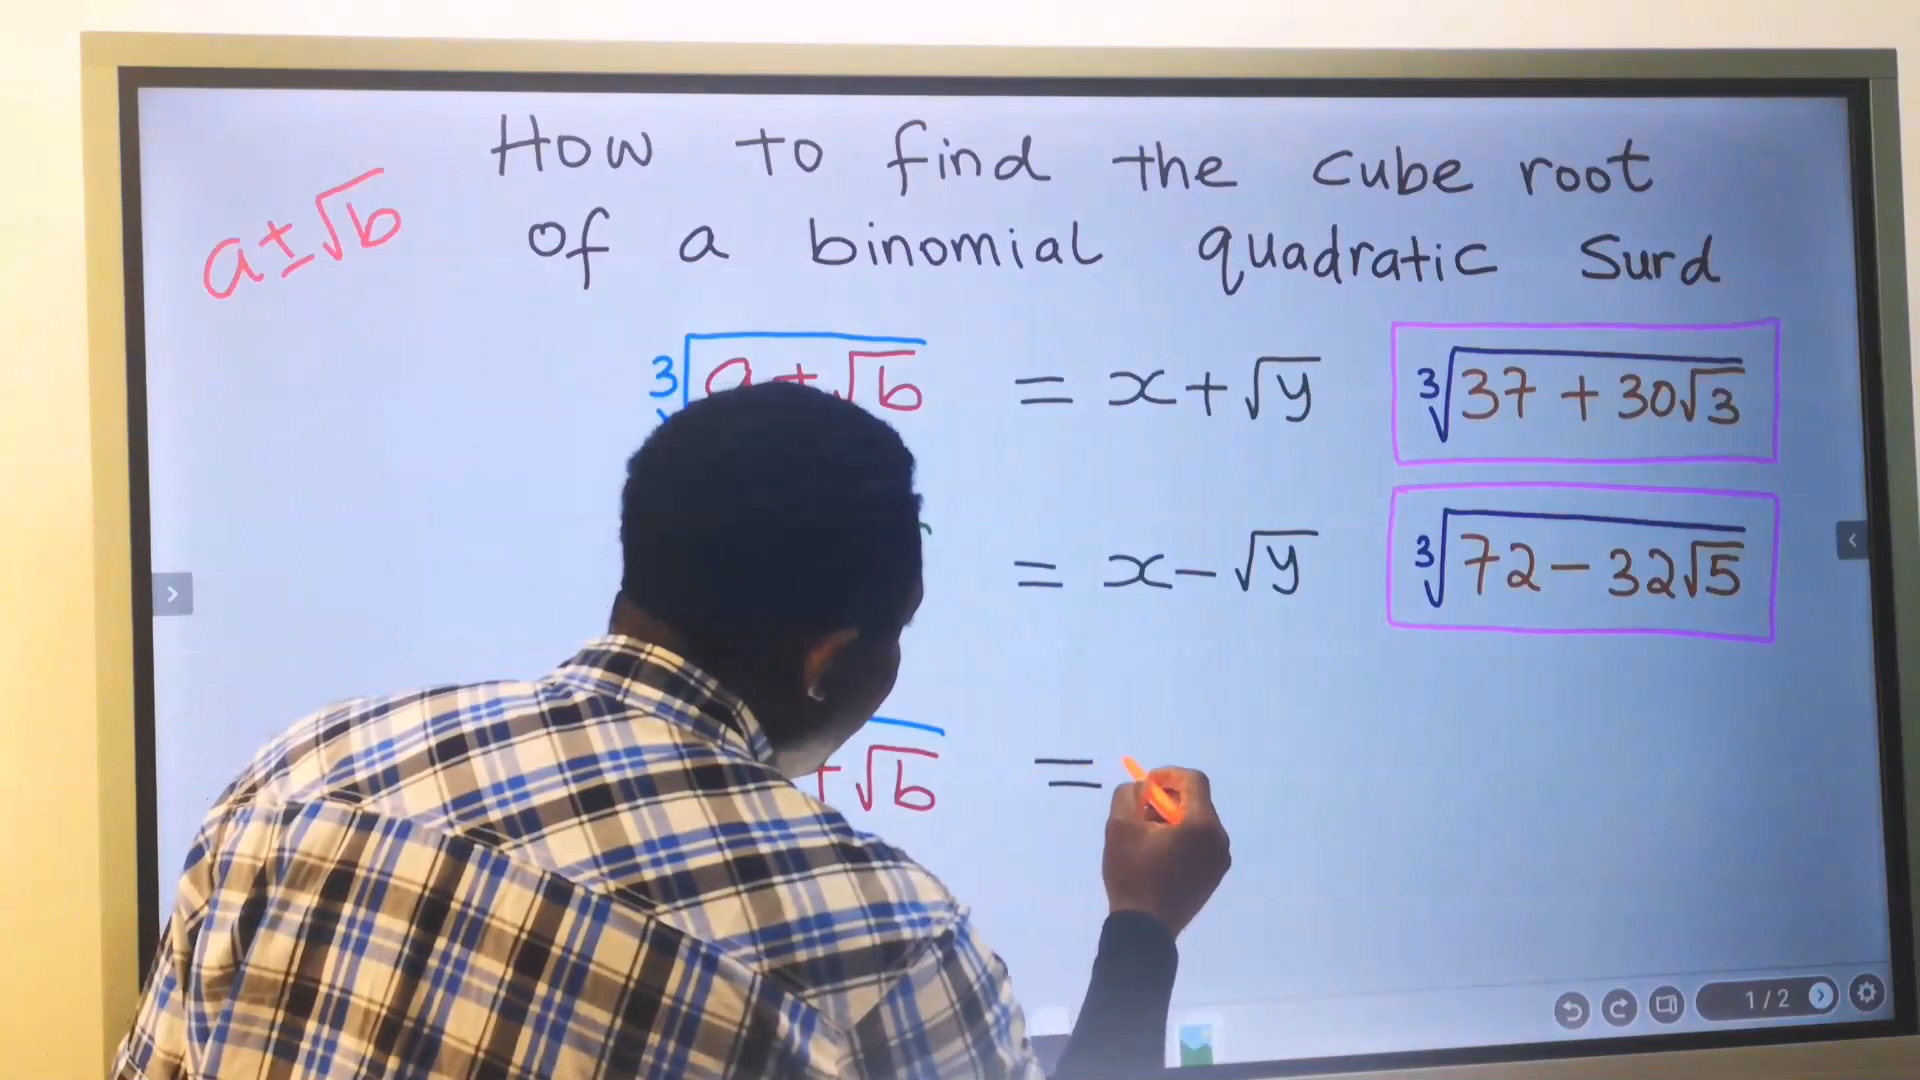 How to find the cube root
a±√b of a binomial quadratic Surd
∛a+√b = x+√y ∛37 + 30√3
= x-√y ∛72 - 32√5
+√b =
1/2